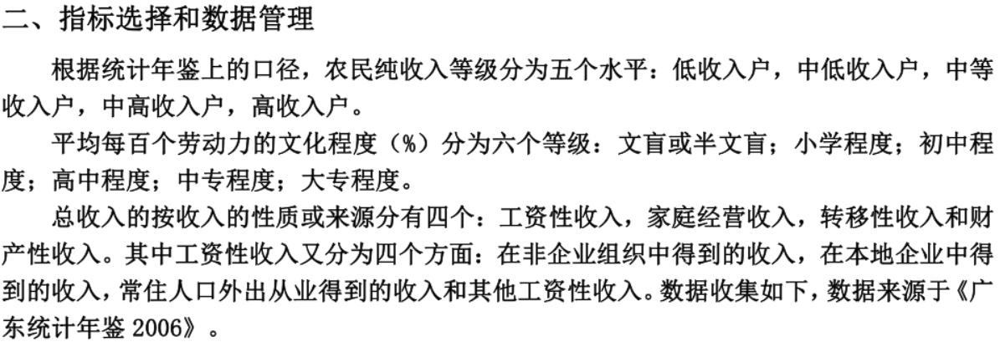 二、指标选择和数据管理
根据统计年鉴上的口径，农民纯收入等级分为五个水平：低收入户，中低收入户，中等
收入户，中高收入户，高收入户。
平均每百个劳动力的文化程度（%）分为六个等级：文盲或半文盲；小学程度；初中程
度；高中程度；中专程度；大专程度。
总收入的按收入的性质或来源分有四个：工资性收入，家庭经营收入，转移性收入和财
产性收入。其中工资性收入又分为四个方面：在非企业组织中得到的收入，在本地企业中得
到的收入，常住人口外出从业得到的收入和其他工资性收入。数据收集如下，数据来源于《广
东统计年鉴 2006》。